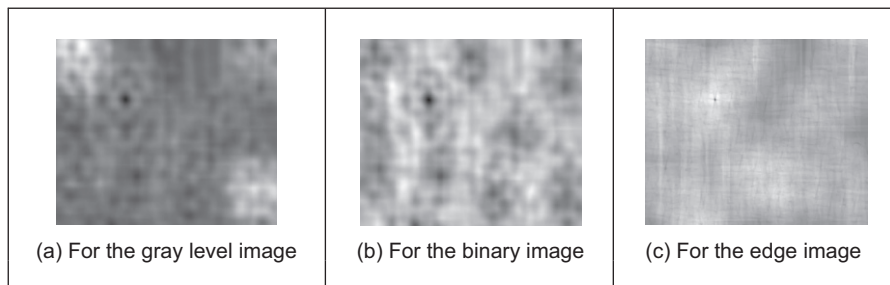 (a) For the gray level image
(b) For the binary image
(c) For the edge image